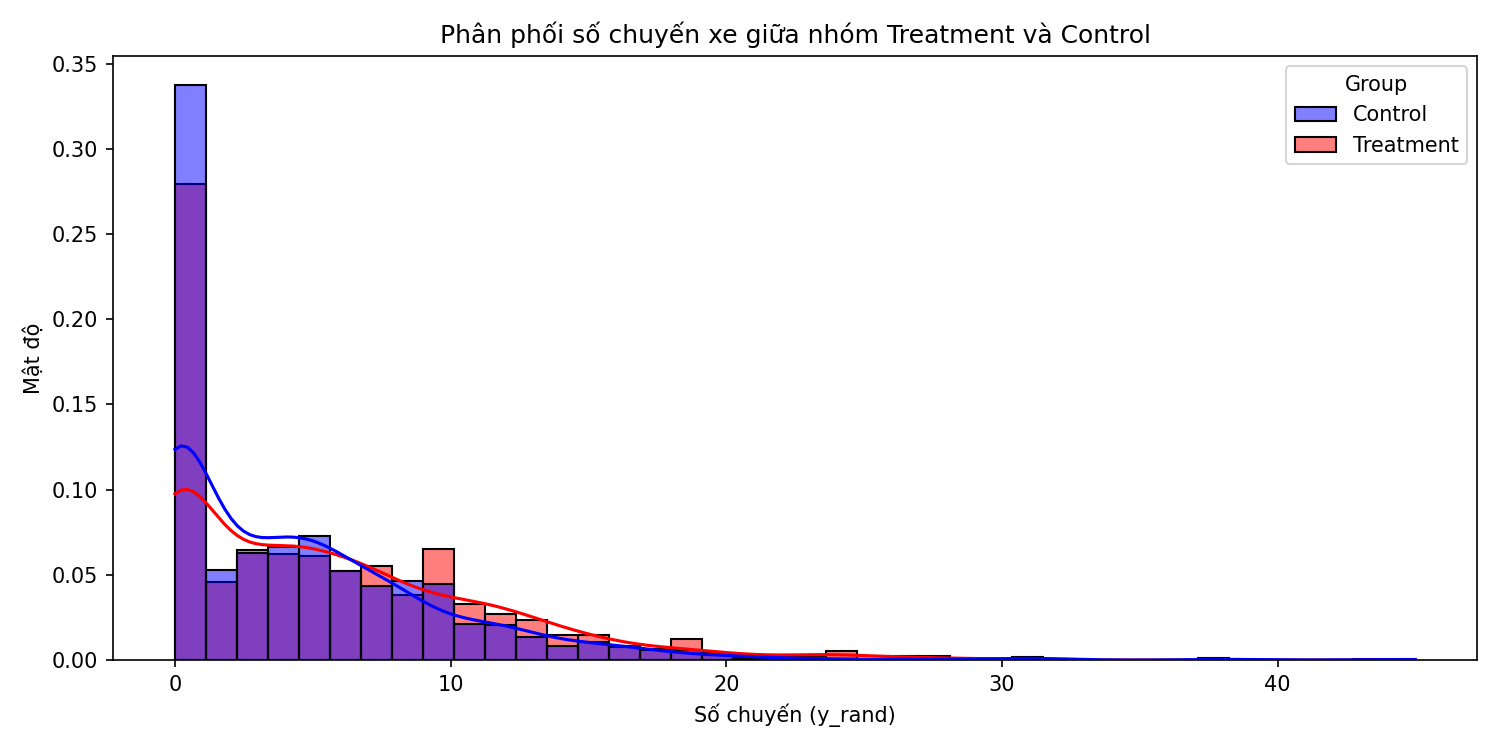 Phân phối số chuyến xe giữa nhóm Treatment và Control
0.35
0.30
0.25
0.20
0.15
0.10
0.05
0.00
Mật độ
Group
Control
Treatment
0
10
20
30
40
Số chuyến (y_rand)